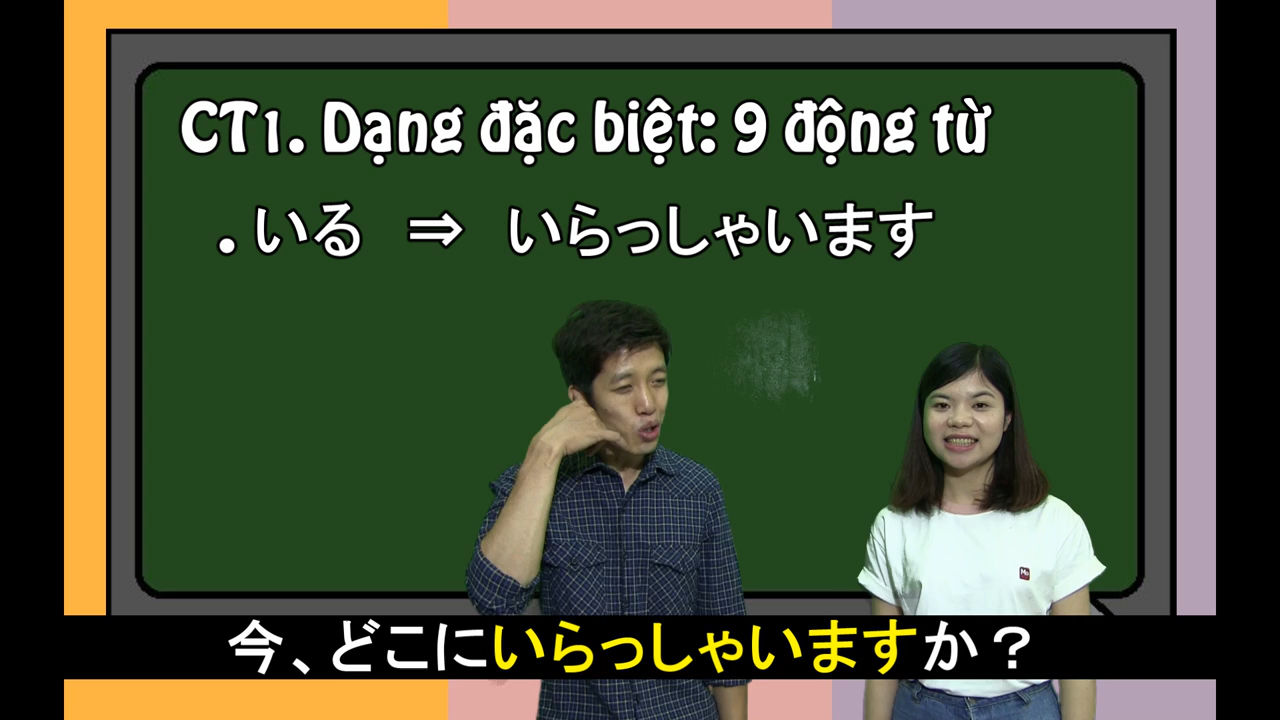 CT1. Dạng đặc biệt: 9 động từ
. いる ⇒ いらっしゃいます
今、どこにいらっしゃいますか？